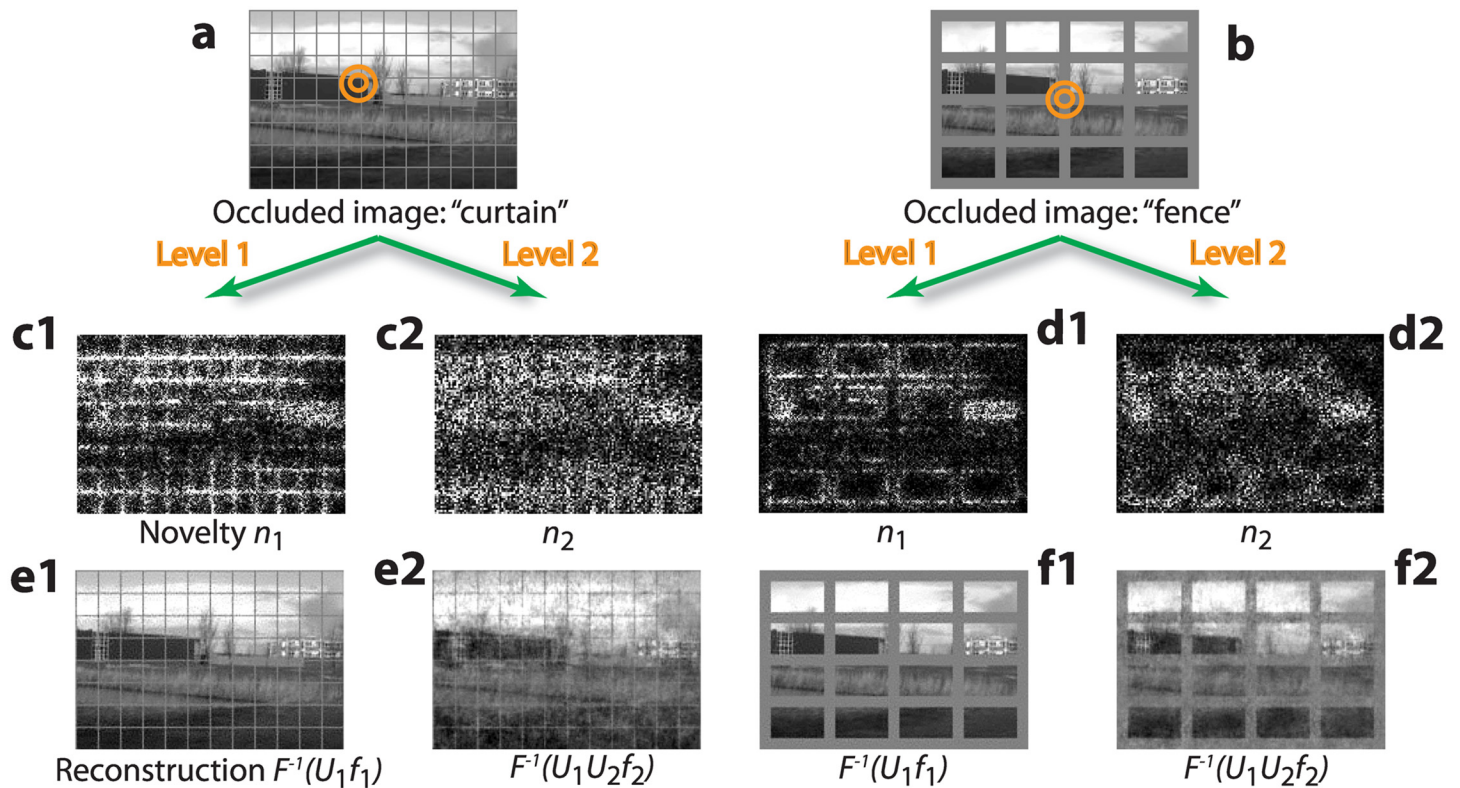 a
b
Occluded image: “curtain”
Occluded image: “fence”
Level 1
Level 2
Level 1
Level 2
c1
c2
d1
d2
Novelty n1
n2
n1
n2
e1
e2
f1
f2
Reconstruction F-1(U1f1)
F-1(U1U2f2)
F-1(U1f1)
F-1(U1U2f2)